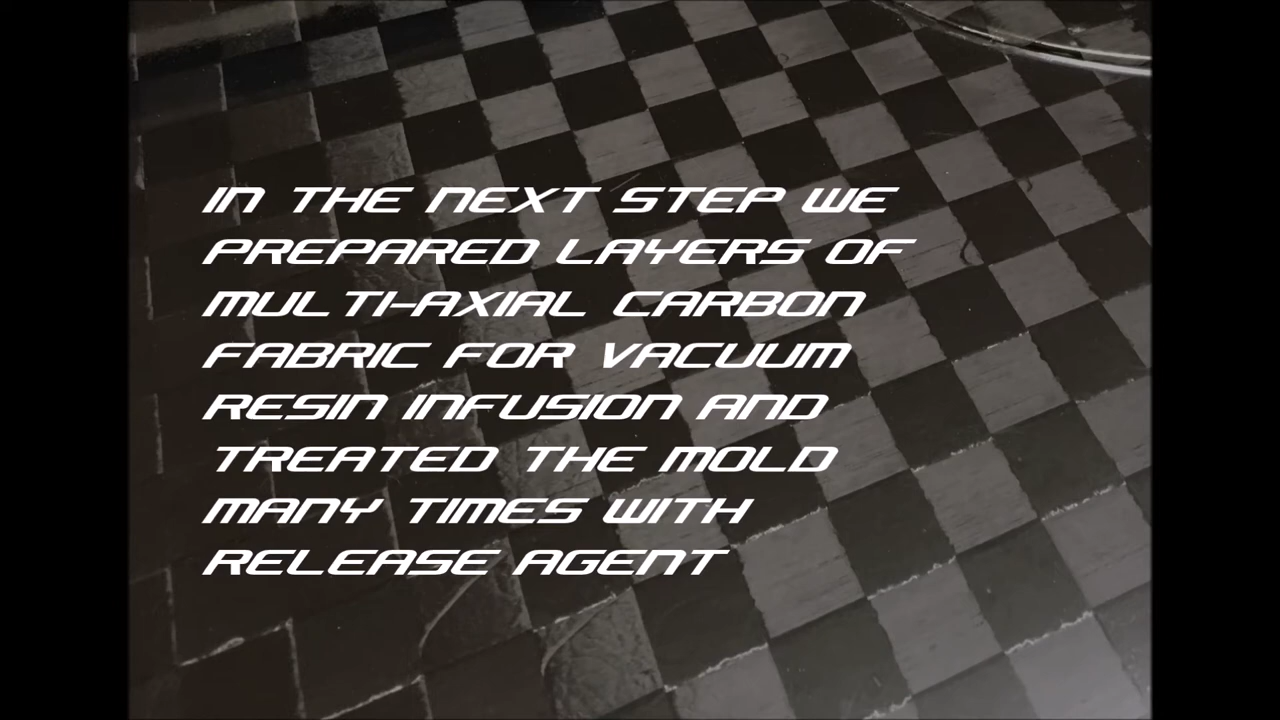 IN THE NEXT STEP WE
PREPARED LAYERS OF
MULTI-AXIAL CARBON
FABRIC FOR VACUUM
RESIN INFUSION AND
TREATED THE MOLD
MANY TIMES WITH
RELEASE AGENT